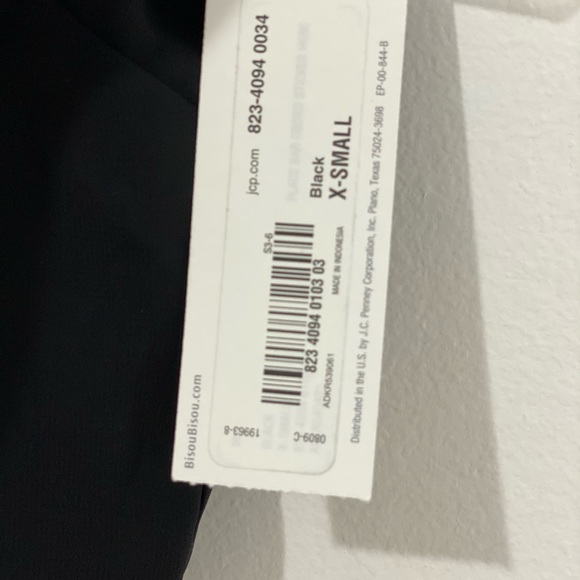 BisouBisou.com
jcp.com 823-4094 0034
S3-6
823 4094 0103 03
Black
X-SMALL
MADE IN INDONESIA
ADKR539061
19963-8
0809-C
Distributed in the U.S. by J.C. Penney Corporation, Inc. Plano, Texas 75024-3698 EP-00-844-B